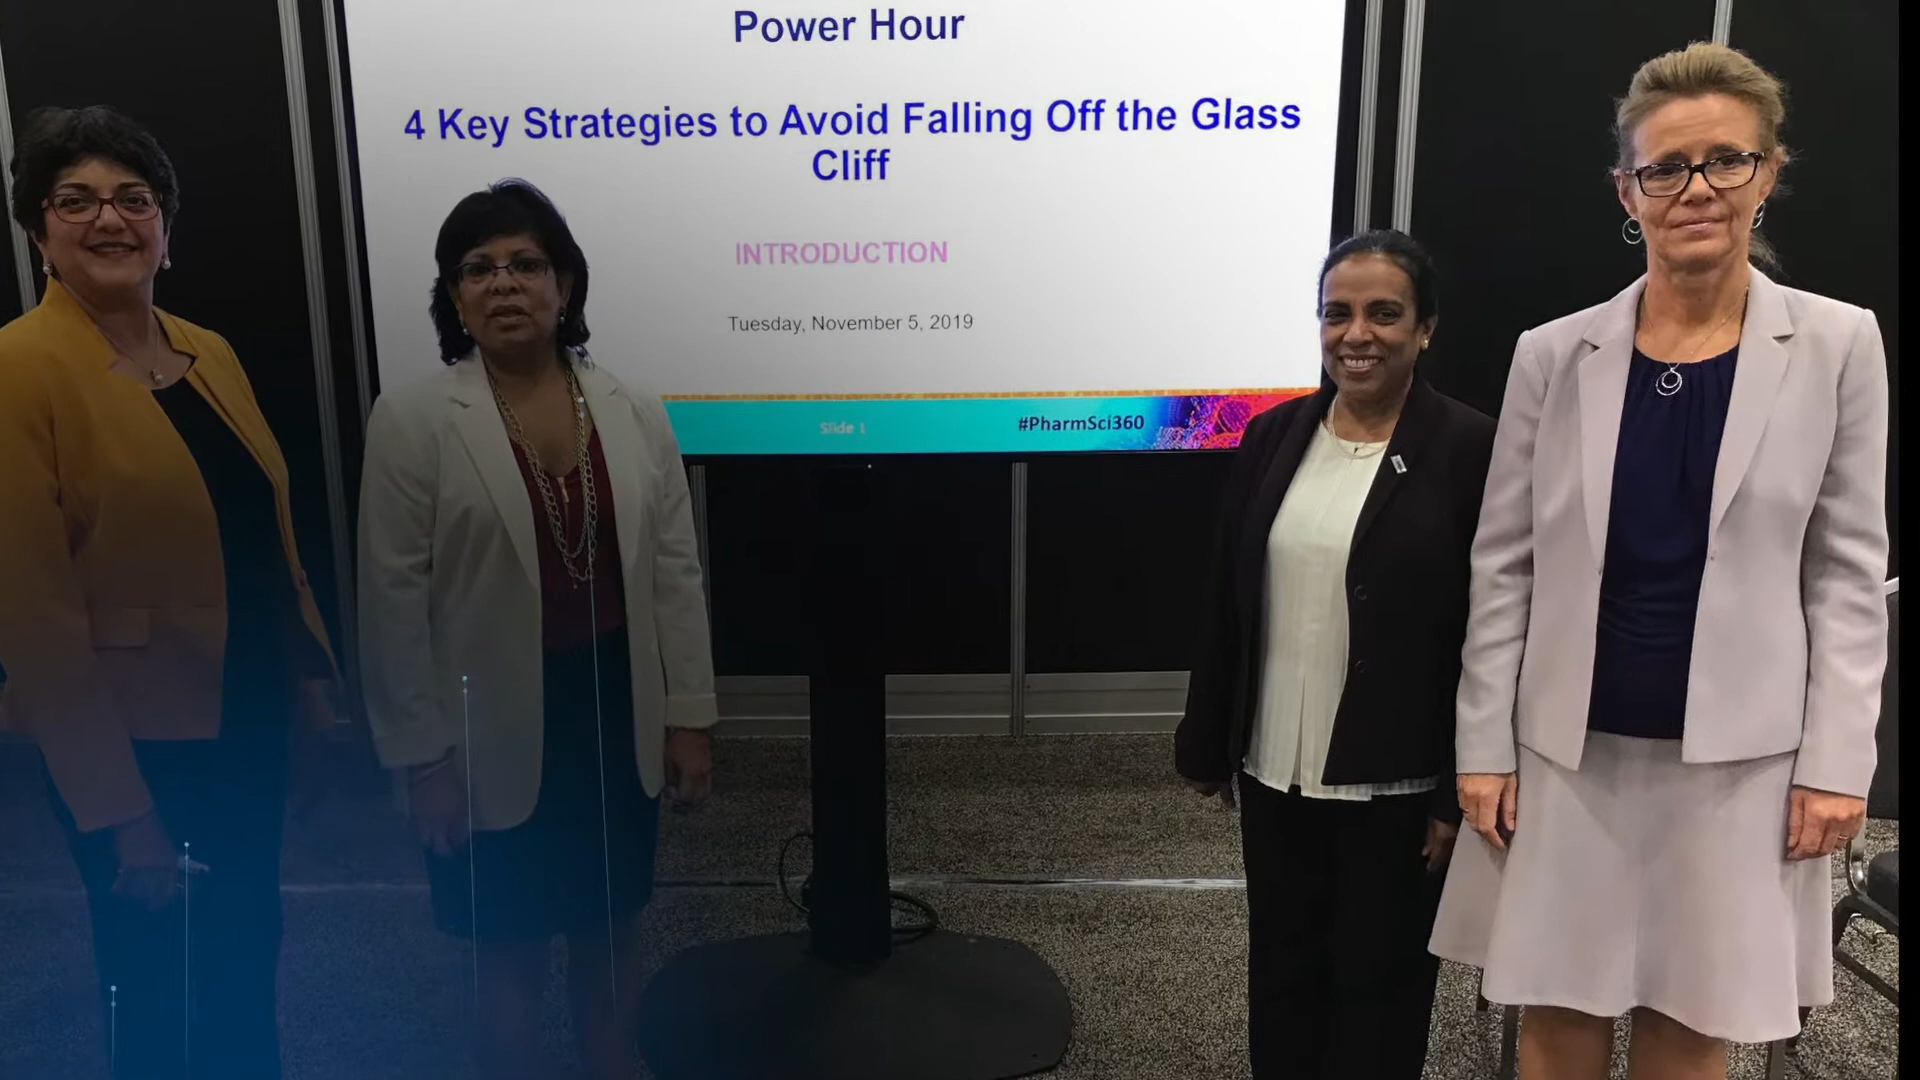 Power Hour
4 Key Strategies to Avoid Falling Off the Glass
Cliff
INTRODUCTION
Tuesday, November 5, 2019
Slide 1
#PharmSci360